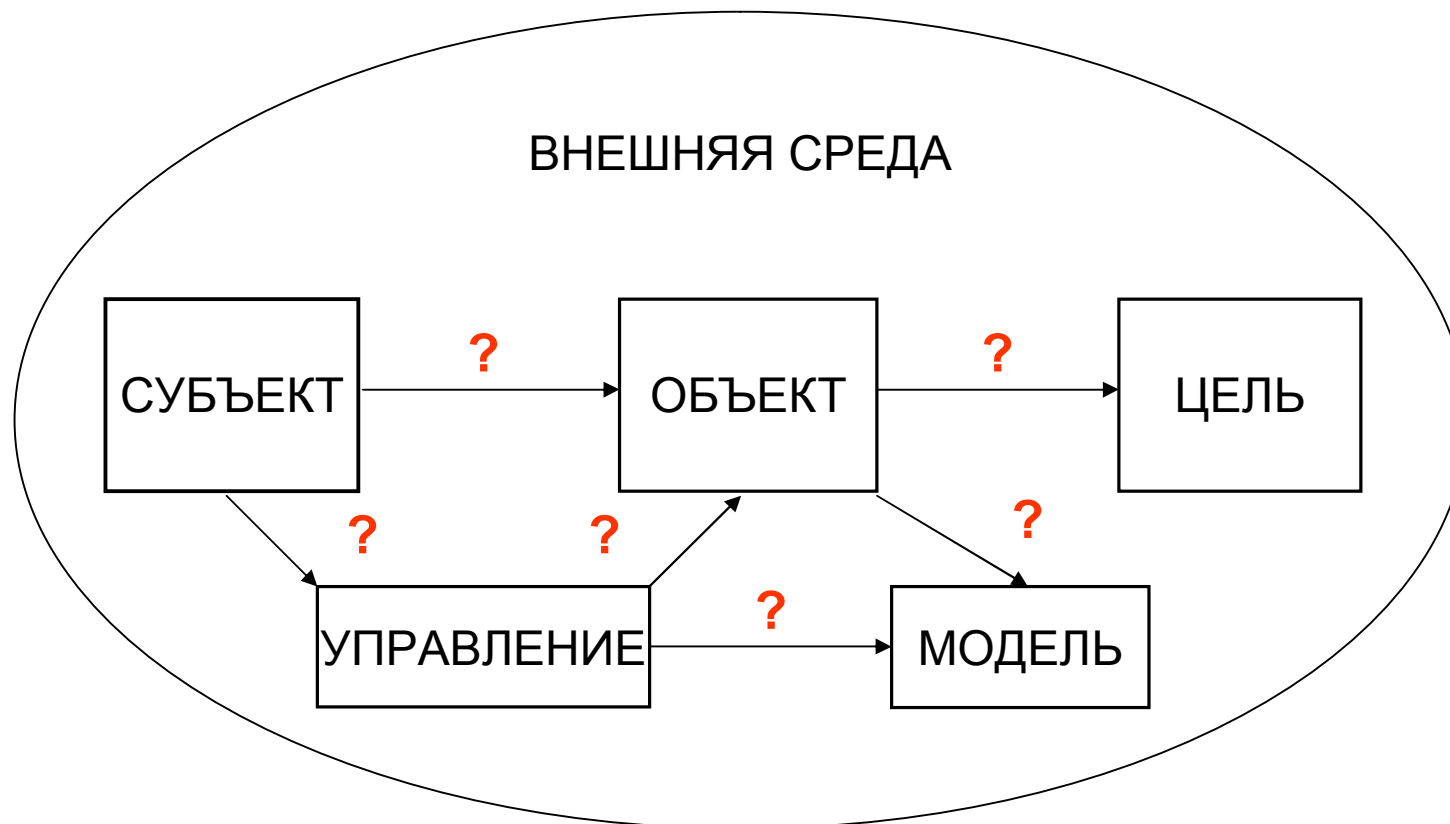 ВНЕШНЯЯ СРЕДА
? ?
СУБЪЕКТ ОБЪЕКТ ЦЕЛЬ
? ? ?
?
УПРАВЛЕНИЕ МОДЕЛЬ